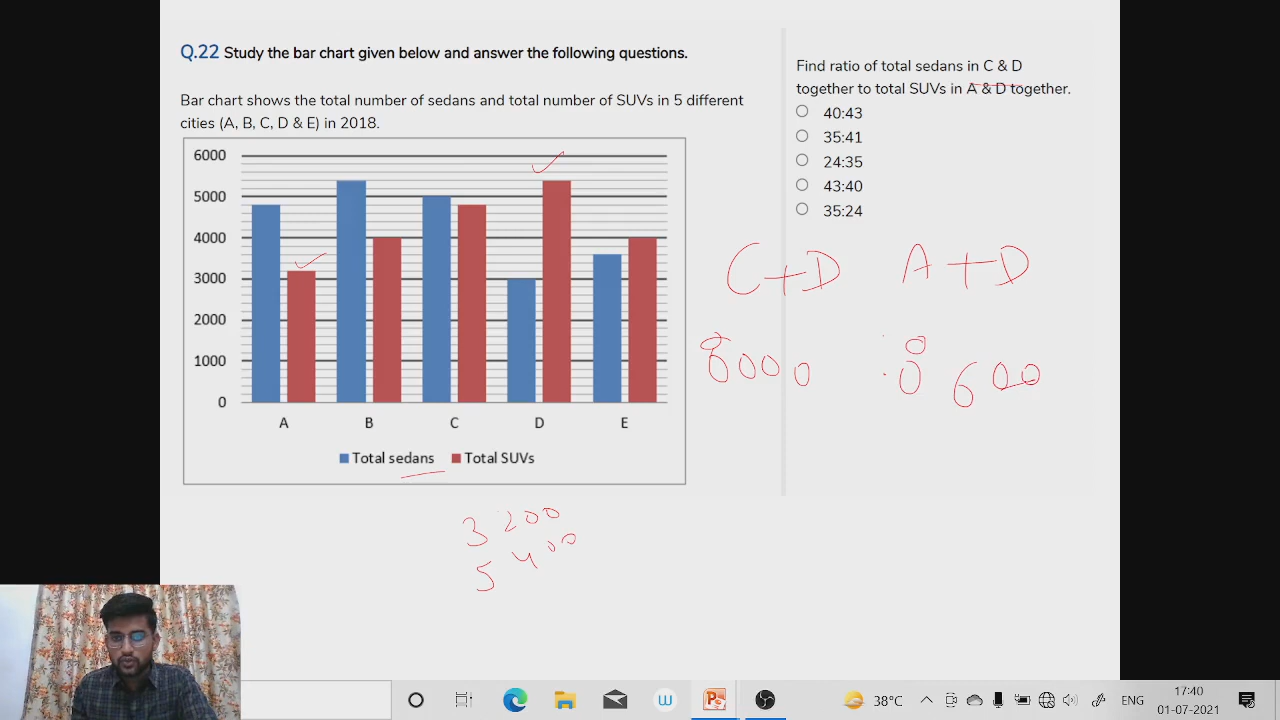 Q.22 Study the bar chart given below and answer the following questions.
Bar chart shows the total number of sedans and total number of SUVs in 5 different
cities (A, B, C, D & E) in 2018.
6000
5000
4000
3000
2000
1000
0
A B C D E
Total sedans Total SUVs
Find ratio of total sedans in C & D
together to total SUVs in A & D together.
40:43
35:41
24:35
43:40
35:24
C+D A+D
8000
8600
3200
5400
38°C
ENG
17:40
01-07-2021